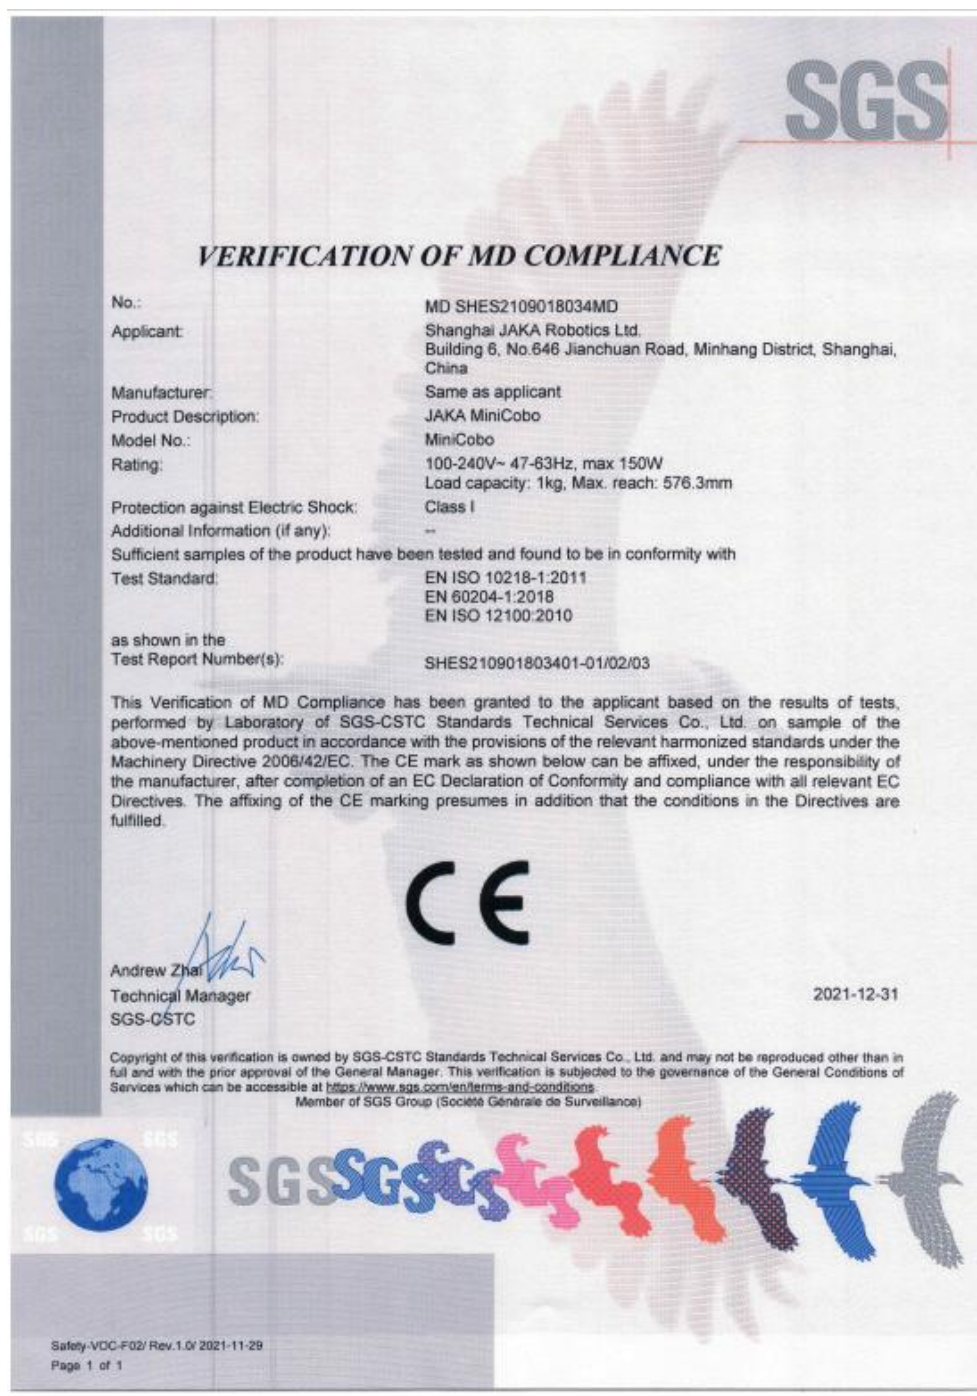 SGS
VERIFICATION OF MD COMPLIANCE
No.: MD SHES2109018034MD
Applicant: Shanghai JAKA Robotics Ltd.
Building 6, No.646 Jianchuan Road, Minhang District, Shanghai,
China
Manufacturer: Same as applicant
Product Description: JAKA MiniCobo
Model No.: MiniCobo
Rating: 100-240V~ 47-63Hz, max 150W
Load capacity: 1kg, Max. reach: 576.3mm
Protection against Electric Shock: Class I
Additional Information (if any): --
Sufficient samples of the product have been tested and found to be in conformity with
Test Standard: EN ISO 10218-1:2011
EN 60204-1:2018
EN ISO 12100:2010
as shown in the
Test Report Number(s): SHES210901803401-01/02/03
This Verification of MD Compliance has been granted to the applicant based on the results of tests,
performed by Laboratory of SGS-CSTC Standards Technical Services Co., Ltd. on sample of the
above-mentioned product in accordance with the provisions of the relevant harmonized standards under the
Machinery Directive 2006/42/EC. The CE mark as shown below can be affixed, under the responsibility of
the manufacturer, after completion of an EC Declaration of Conformity and compliance with all relevant EC
Directives. The affixing of the CE marking presumes in addition that the conditions in the Directives are
fulfilled.
CE
Andrew Zhai
Technical Manager
SGS-CSTC
2021-12-31
Copyright of this verification is owned by SGS-CSTC Standards Technical Services Co., Ltd. and may not be reproduced other than in
full and with the prior approval of the General Manager. This verification is subjected to the governance of the General Conditions of
Services which can be accessible at https://www.sgs.com/en/terms-and-conditions.
Member of SGS Group (Société Générale de Surveillance)
SGS SGS
SGS SGS
SGS SGS SGS
Safety-VOC-F02/ Rev.1.0/ 2021-11-29
Page 1 of 1